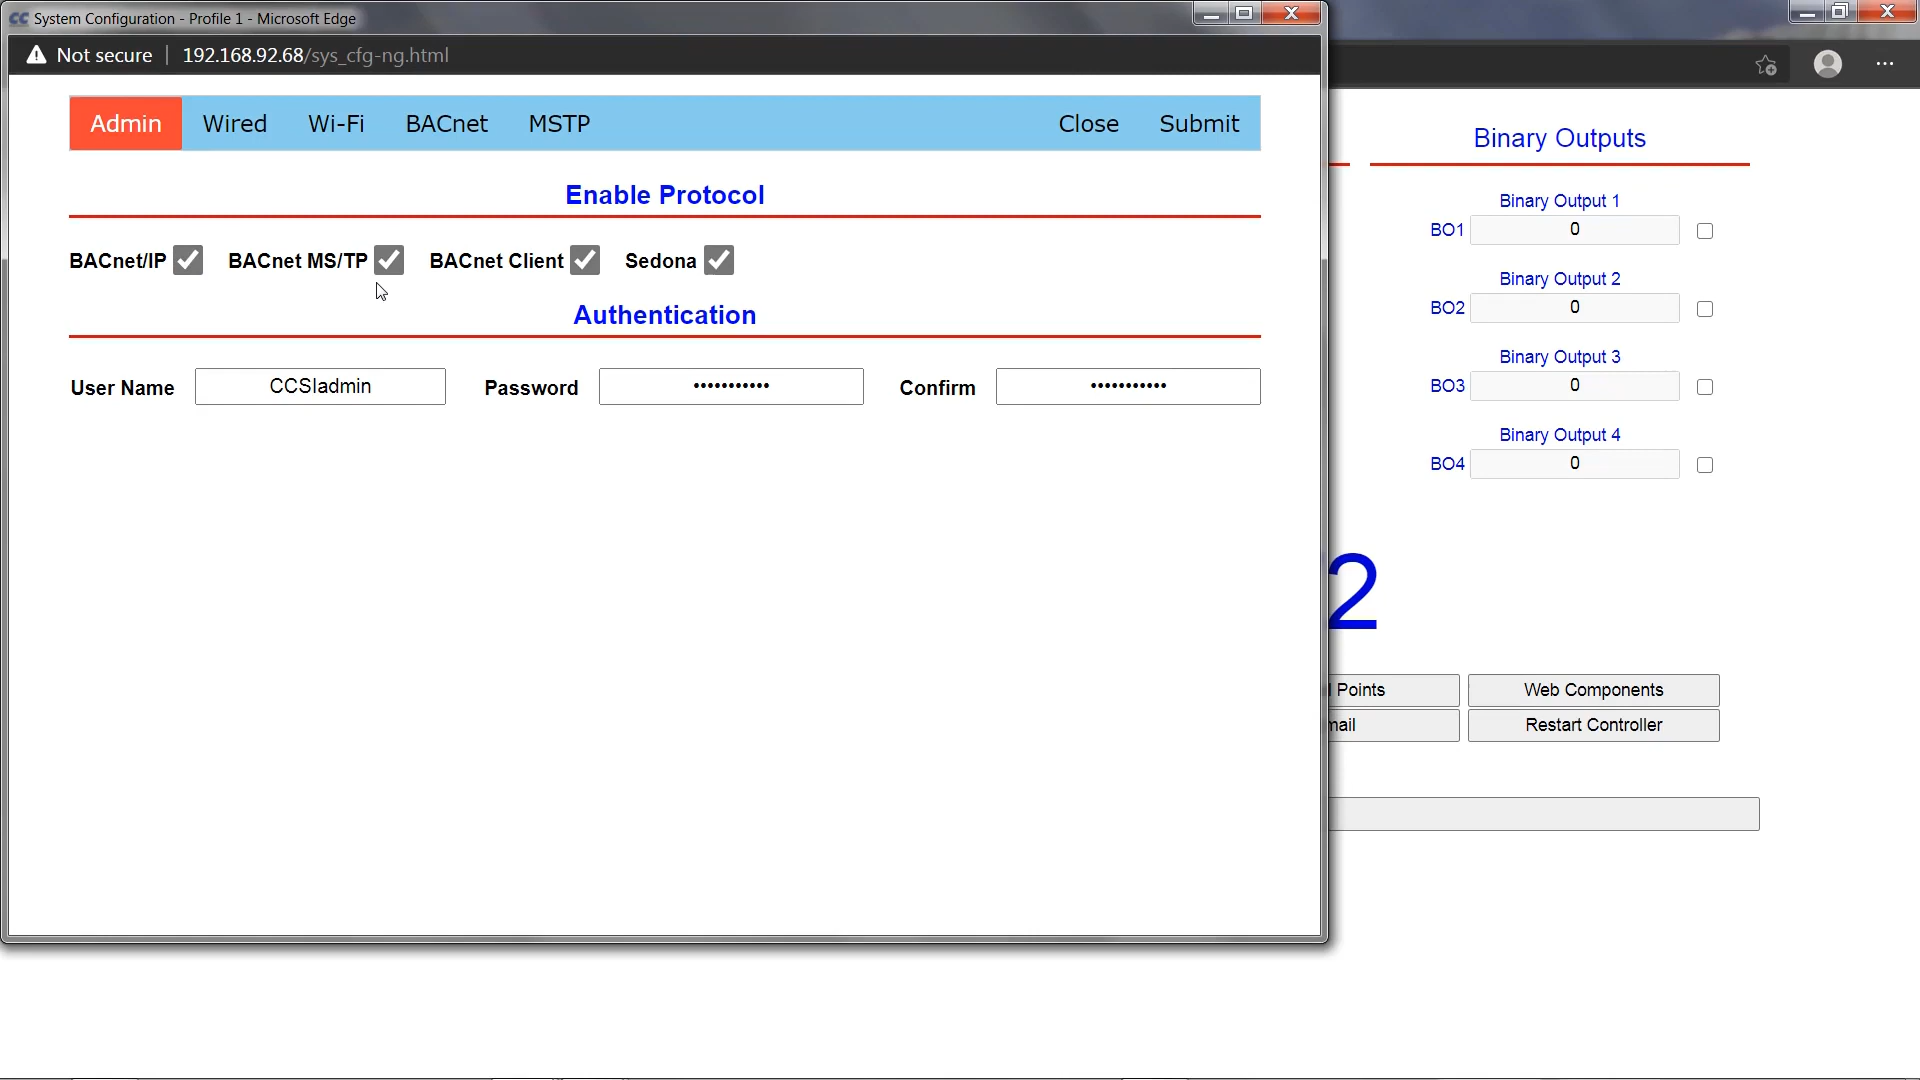 CC System Configuration - Profile 1 - Microsoft Edge
Not secure | 192.168.92.68/sys_cfg-ng.html
Admin Wired Wi-Fi BACnet MSTP Close Submit
Enable Protocol
BACnet/IP BACnet MS/TP BACnet Client Sedona
Authentication
User Name CCSIadmin Password ••••••••••• Confirm •••••••••••
Binary Outputs
Binary Output 1
BO1 0
Binary Output 2
BO2 0
Binary Output 3
BO3 0
Binary Output 4
BO4 0
2
Points Web Components
mail Restart Controller